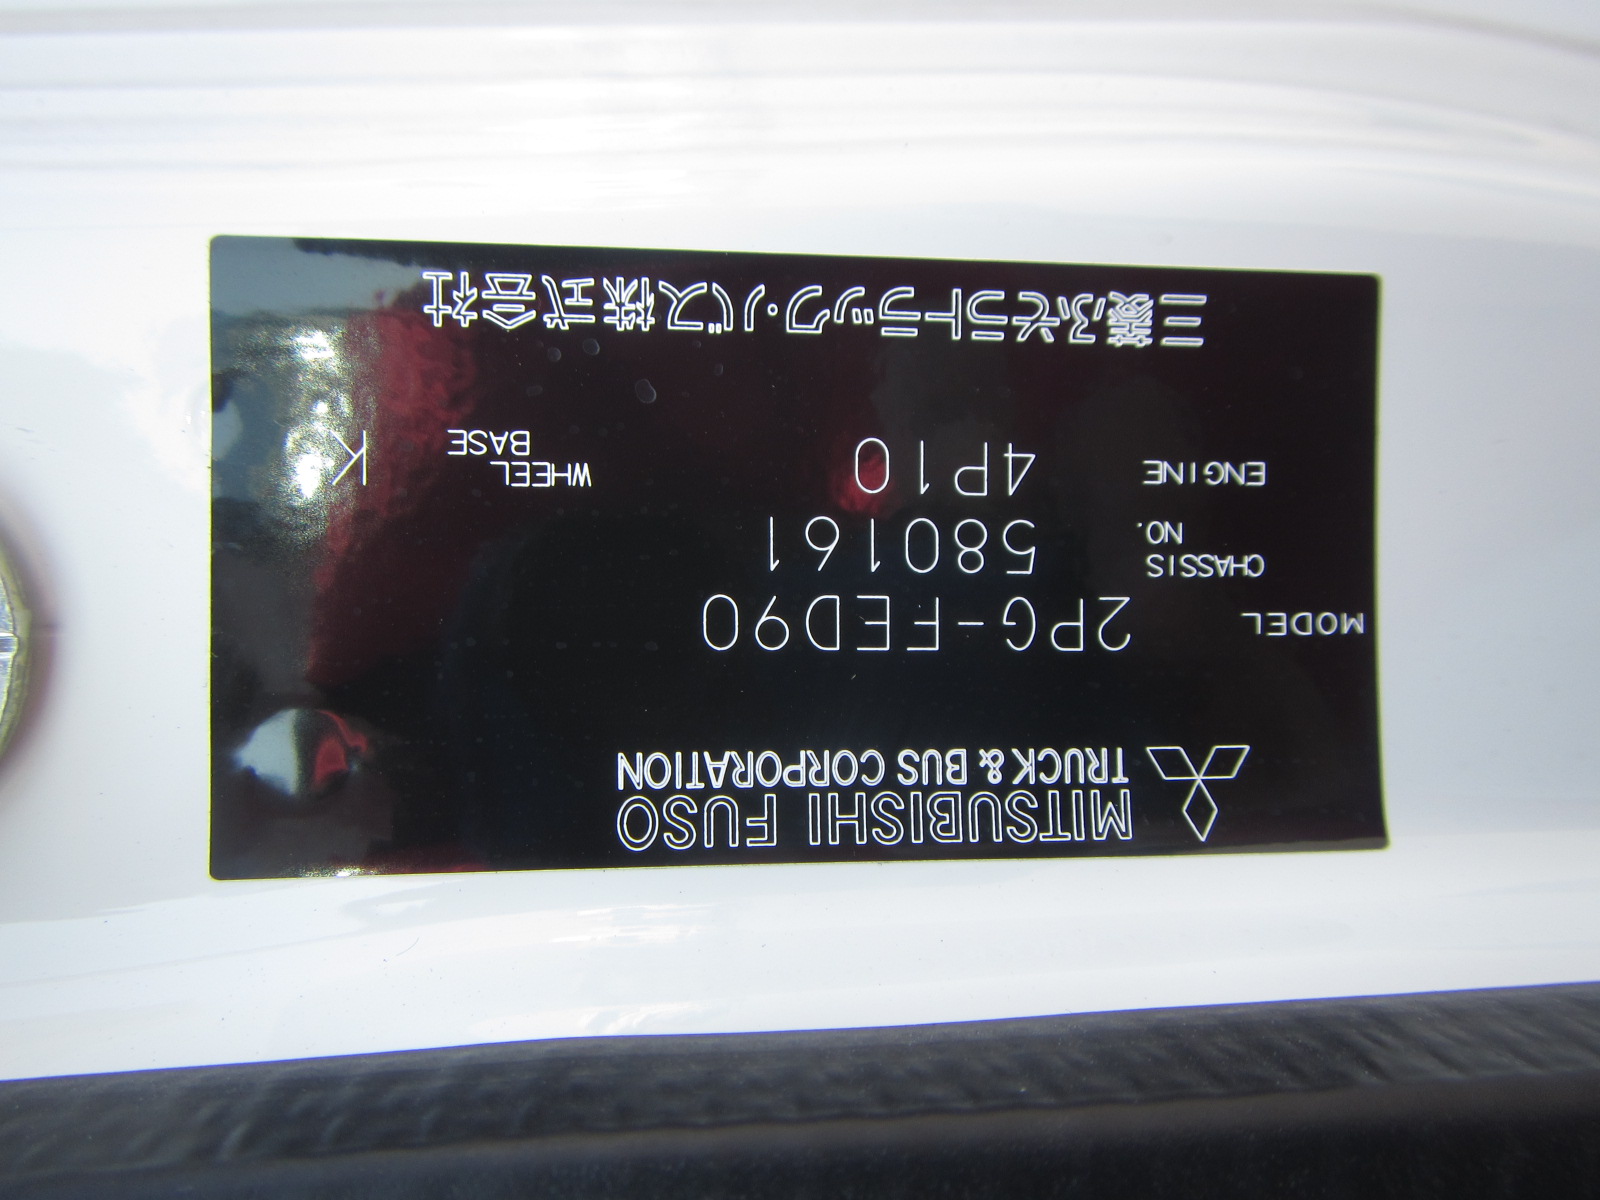 MITSUBISHI FUSO
TRUCK & BUS CORPORATION
MODEL 2PG-FED90
CHASSIS NO. 580161
ENGINE 4P10 WHEEL BASE K
三菱ふそうトラック・バス株式会社